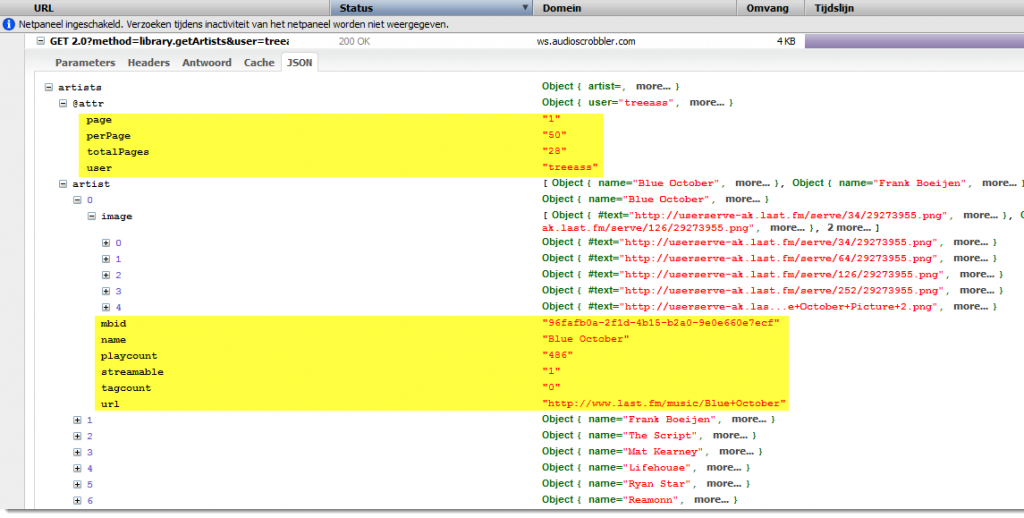 URL Status Domein Omvang Tijdslijn
Netpaneel ingeschakeld. Verzoeken tijdens inactiviteit van het netpaneel worden niet weergegeven.
GET 2.0?method=library.getArtists&user=treea 200 OK ws.audioscrobbler.com 4 KB
Parameters Headers Antwoord Cache JSON
artists Object { artist=, more... }
@attr Object { user="treeass", more... }
page "1"
perPage "50"
totalPages "28"
user "treeass"
artist [ Object { name="Blue October", more... }, Object { name="Frank Boeijen", more... }
0 Object { name="Blue October", more... }
image [ Object { #text="http://userserve-ak.last.fm/serve/34/29273955.png", more... },
ak.last.fm/serve/126/29273955.png", more... }, 2 more... ]
0 Object { #text="http://userserve-ak.last.fm/serve/34/29273955.png", more... }
1 Object { #text="http://userserve-ak.last.fm/serve/64/29273955.png", more... }
2 Object { #text="http://userserve-ak.last.fm/serve/126/29273955.png", more... }
3 Object { #text="http://userserve-ak.last.fm/serve/252/29273955.png", more... }
4 Object { #text="http://userserve-ak.las...e+October+Picture+2.png", more... }
mbid "96fafb0a-2f1d-4b15-b2a0-9e0e660e7ecf"
name "Blue October"
playcount "486"
streamable "1"
tagcount "0"
url "http://www.last.fm/music/Blue+October"
1 Object { name="Frank Boeijen", more... }
2 Object { name="The Script", more... }
3 Object { name="Mat Kearney", more... }
4 Object { name="Lifehouse", more... }
5 Object { name="Ryan Star", more... }
6 Object { name="Reamonn", more... }